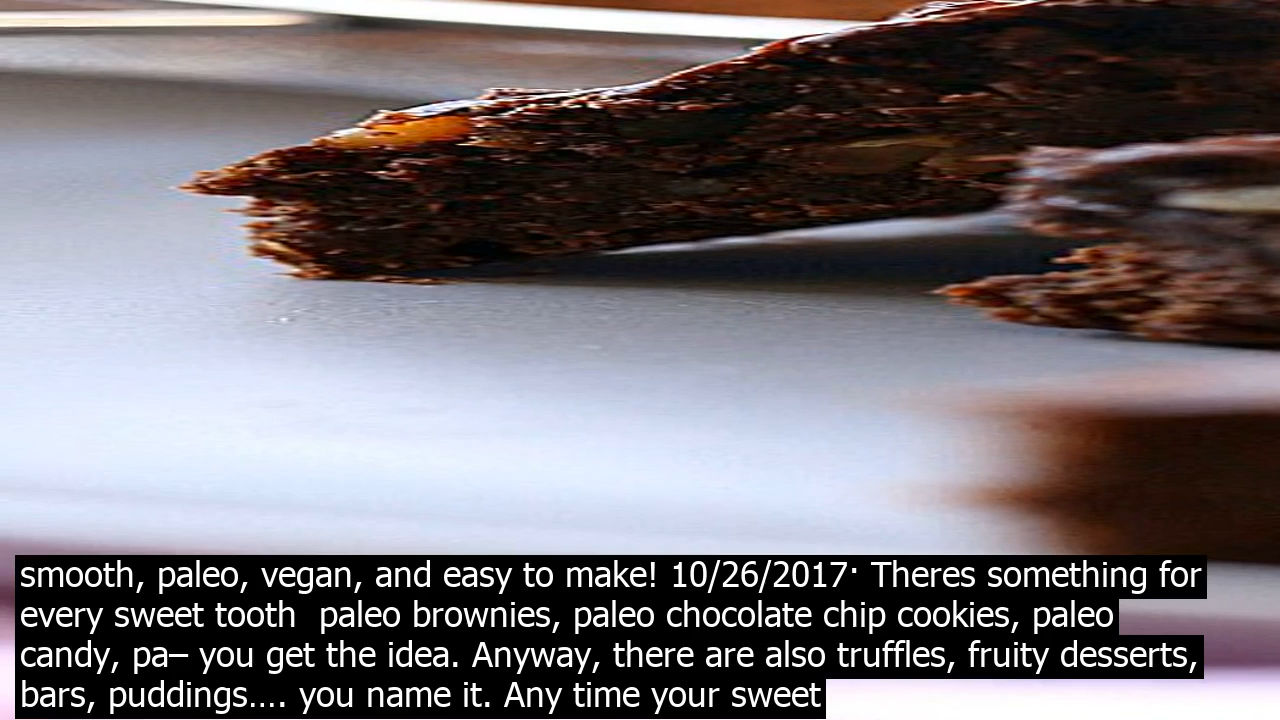 smooth, paleo, vegan, and easy to make! 10/26/2017· Theres something for
every sweet tooth  paleo brownies, paleo chocolate chip cookies, paleo
candy, pa– you get the idea. Anyway, there are also truffles, fruity desserts,
bars, puddings…. you name it. Any time your sweet